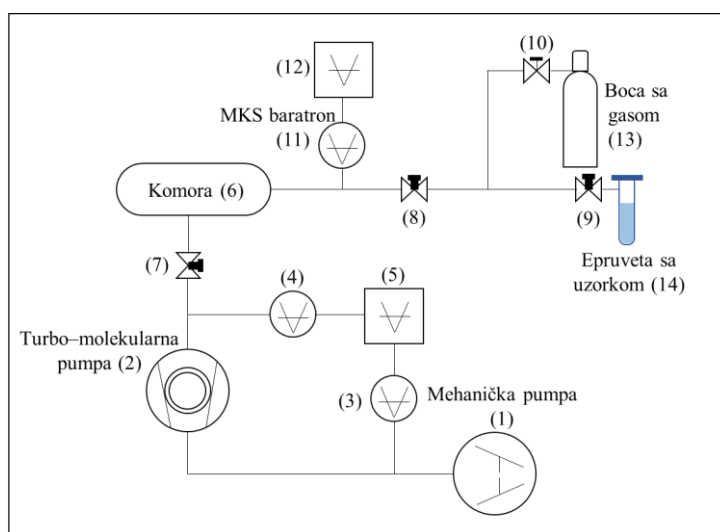 (10)
(12)
MKS baratron
(11)
Boca sa
gasom
(13)
Komora (6)
(8)
(9)
(7)
(4)
(5)
Epruveta sa
uzorkom (14)
Turbo–molekularna
pumpa (2)
(3)
Mehanička pumpa
(1)